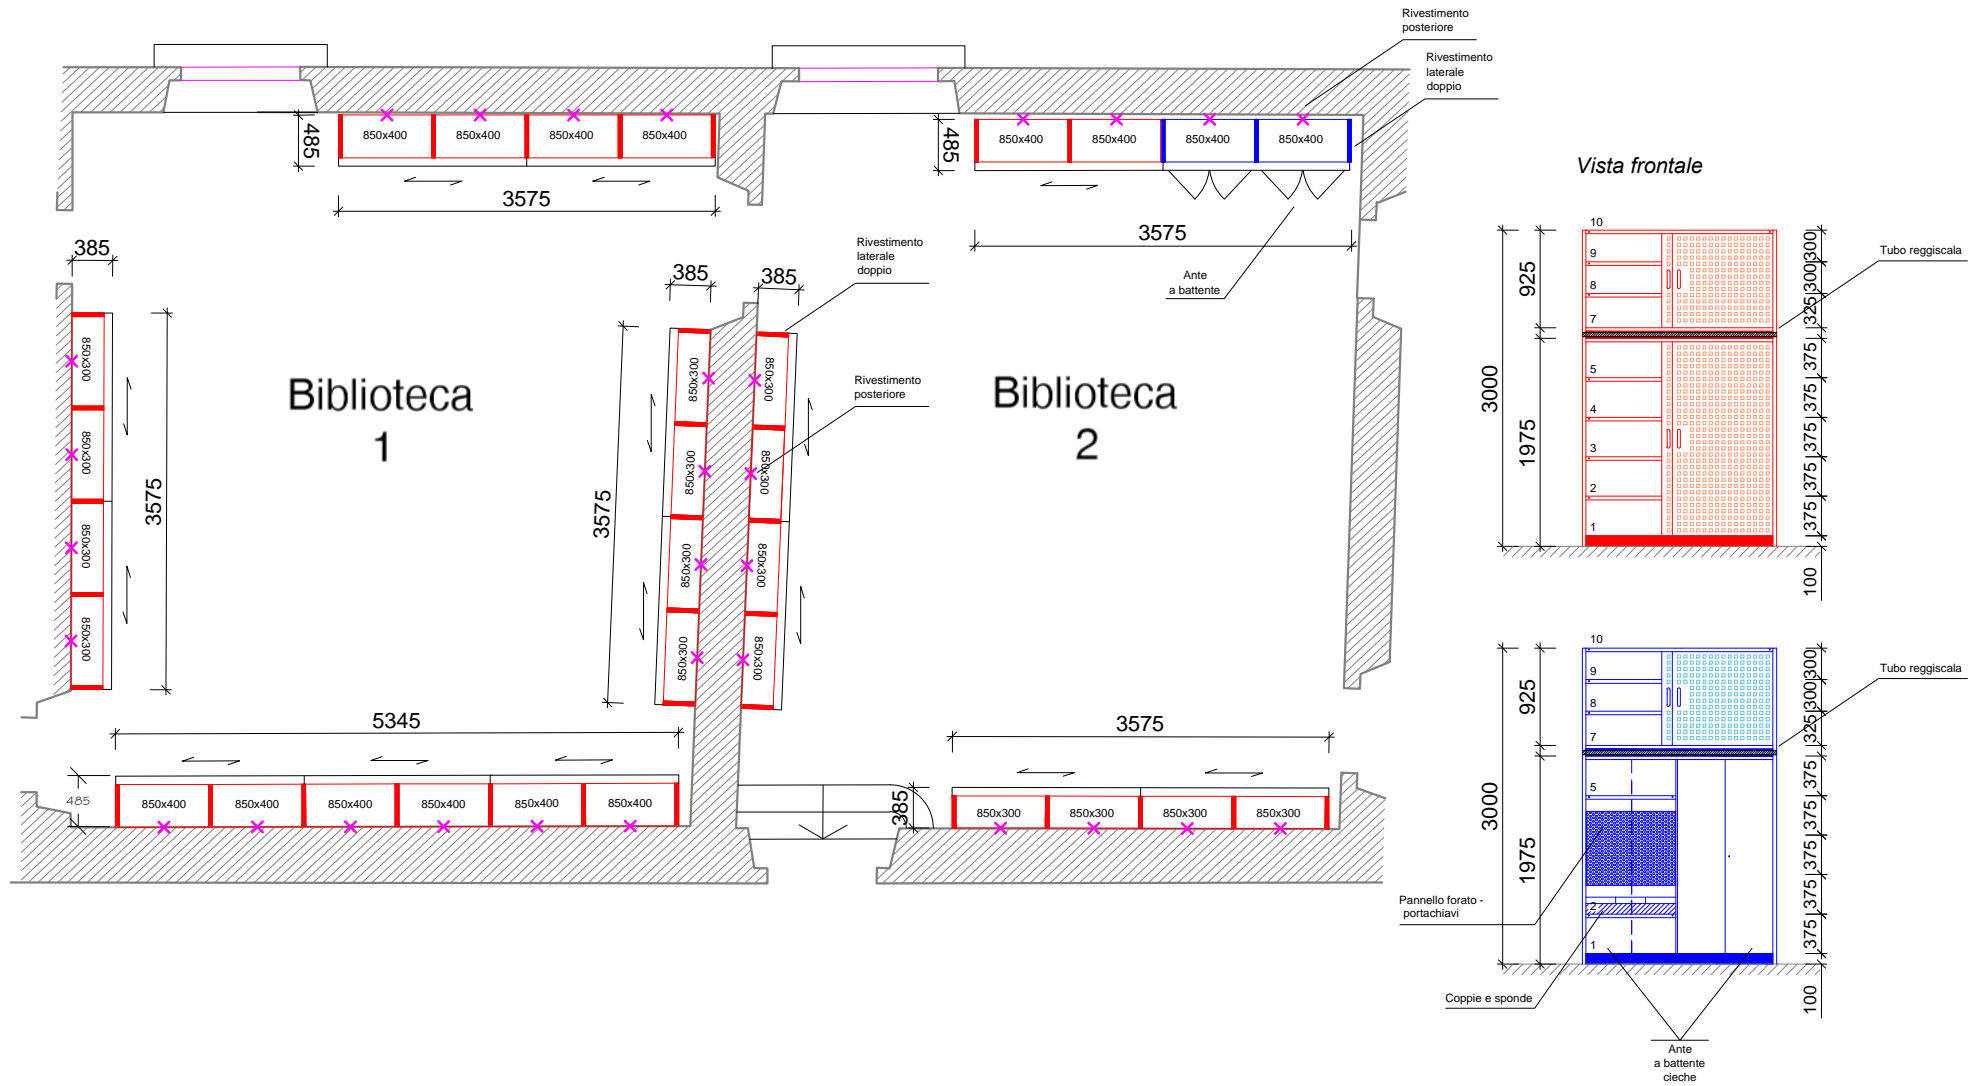 Rivestimento
posteriore
Rivestimento
laterale
doppio
485
850x400
850x400
850x400
850x400
3575
485
850x400
850x400
850x400
850x400
3575
Ante
a battente
385
850x300
850x300
850x300
850x300
3575
Biblioteca
1
385
385
Rivestimento
laterale
doppio
Rivestimento
posteriore
3575
850x300
850x300
850x300
850x300
850x300
850x300
850x300
850x300
Biblioteca
2
5345
485
850x400
850x400
850x400
850x400
850x400
850x400
3575
385
850x300
850x300
850x300
850x300
Vista frontale
10
9
8
7
5
4
3
2
1
3000
925
1975
300
300
325
375
375
375
375
375
100
Tubo reggiscala
10
9
8
7
5
2
1
3000
925
1975
300
300
325
375
375
375
375
375
100
Tubo reggiscala
Pannello forato -
portachiavi
Coppie e sponde
Ante
a battente
cieche